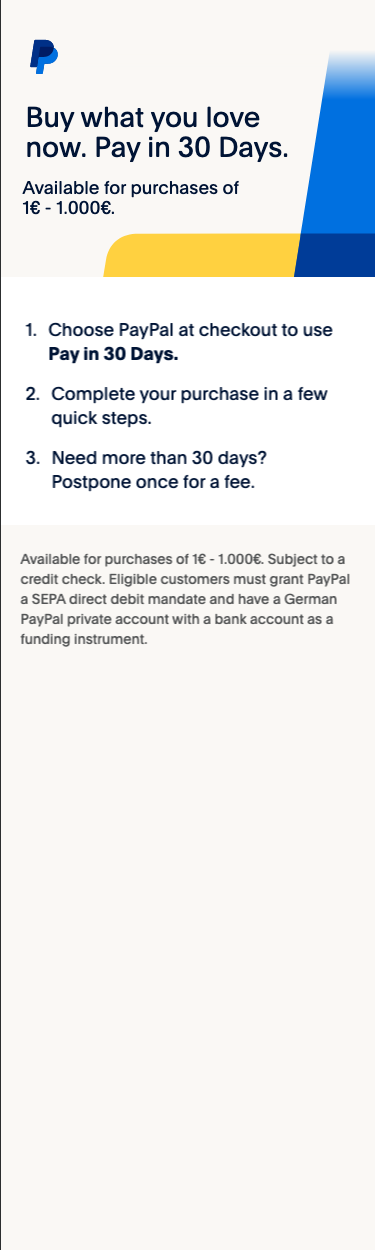 Buy what you love
now. Pay in 30 Days.
Available for purchases of
1€ - 1.000€.
1. Choose PayPal at checkout to use
Pay in 30 Days.
2. Complete your purchase in a few
quick steps.
3. Need more than 30 days?
Postpone once for a fee.
Available for purchases of 1€ - 1.000€. Subject to a
credit check. Eligible customers must grant PayPal
a SEPA direct debit mandate and have a German
PayPal private account with a bank account as a
funding instrument.